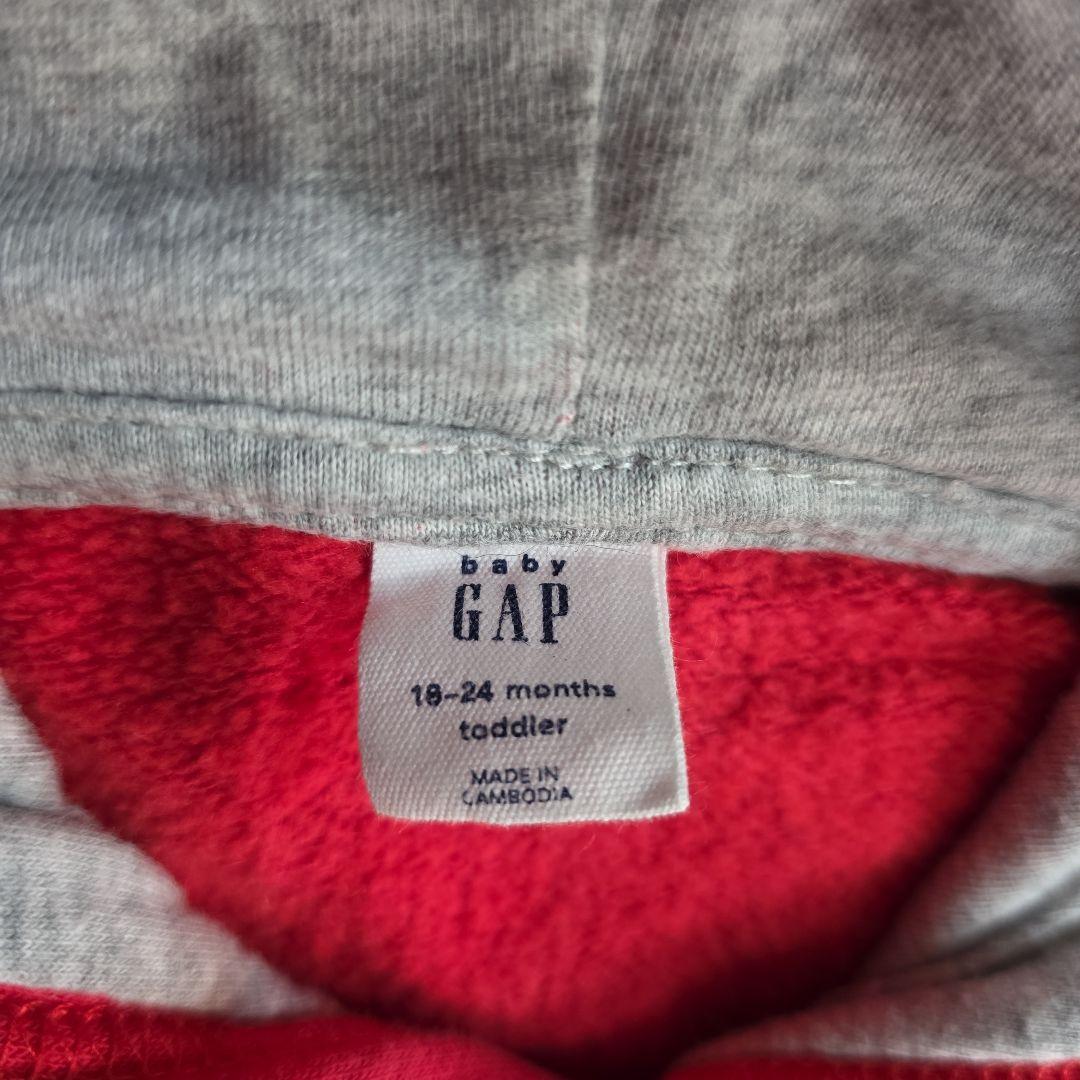 baby
GAP
18-24 months
toddler
MADE IN
CAMBODIA